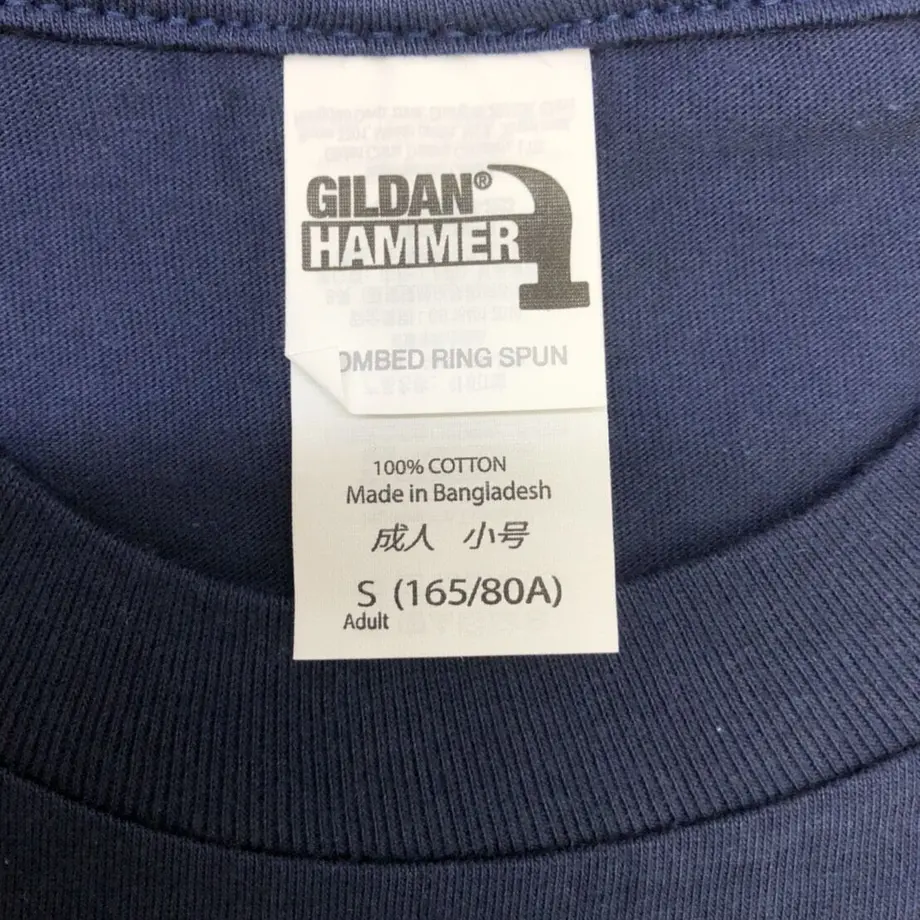 GILDAN®
HAMMER
OMBED RING SPUN
100% COTTON
Made in Bangladesh
成人 小号
S (165/80A)
Adult